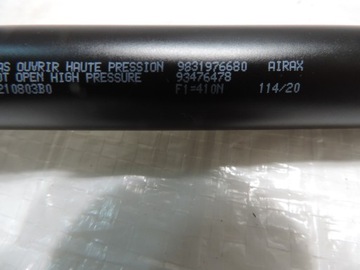 AS OUVRIR HAUTE PRESSION 9831976680 AIRAX
OT OPEN HIGH PRESSURE 93476478
210803B0 F1=410N 114/20